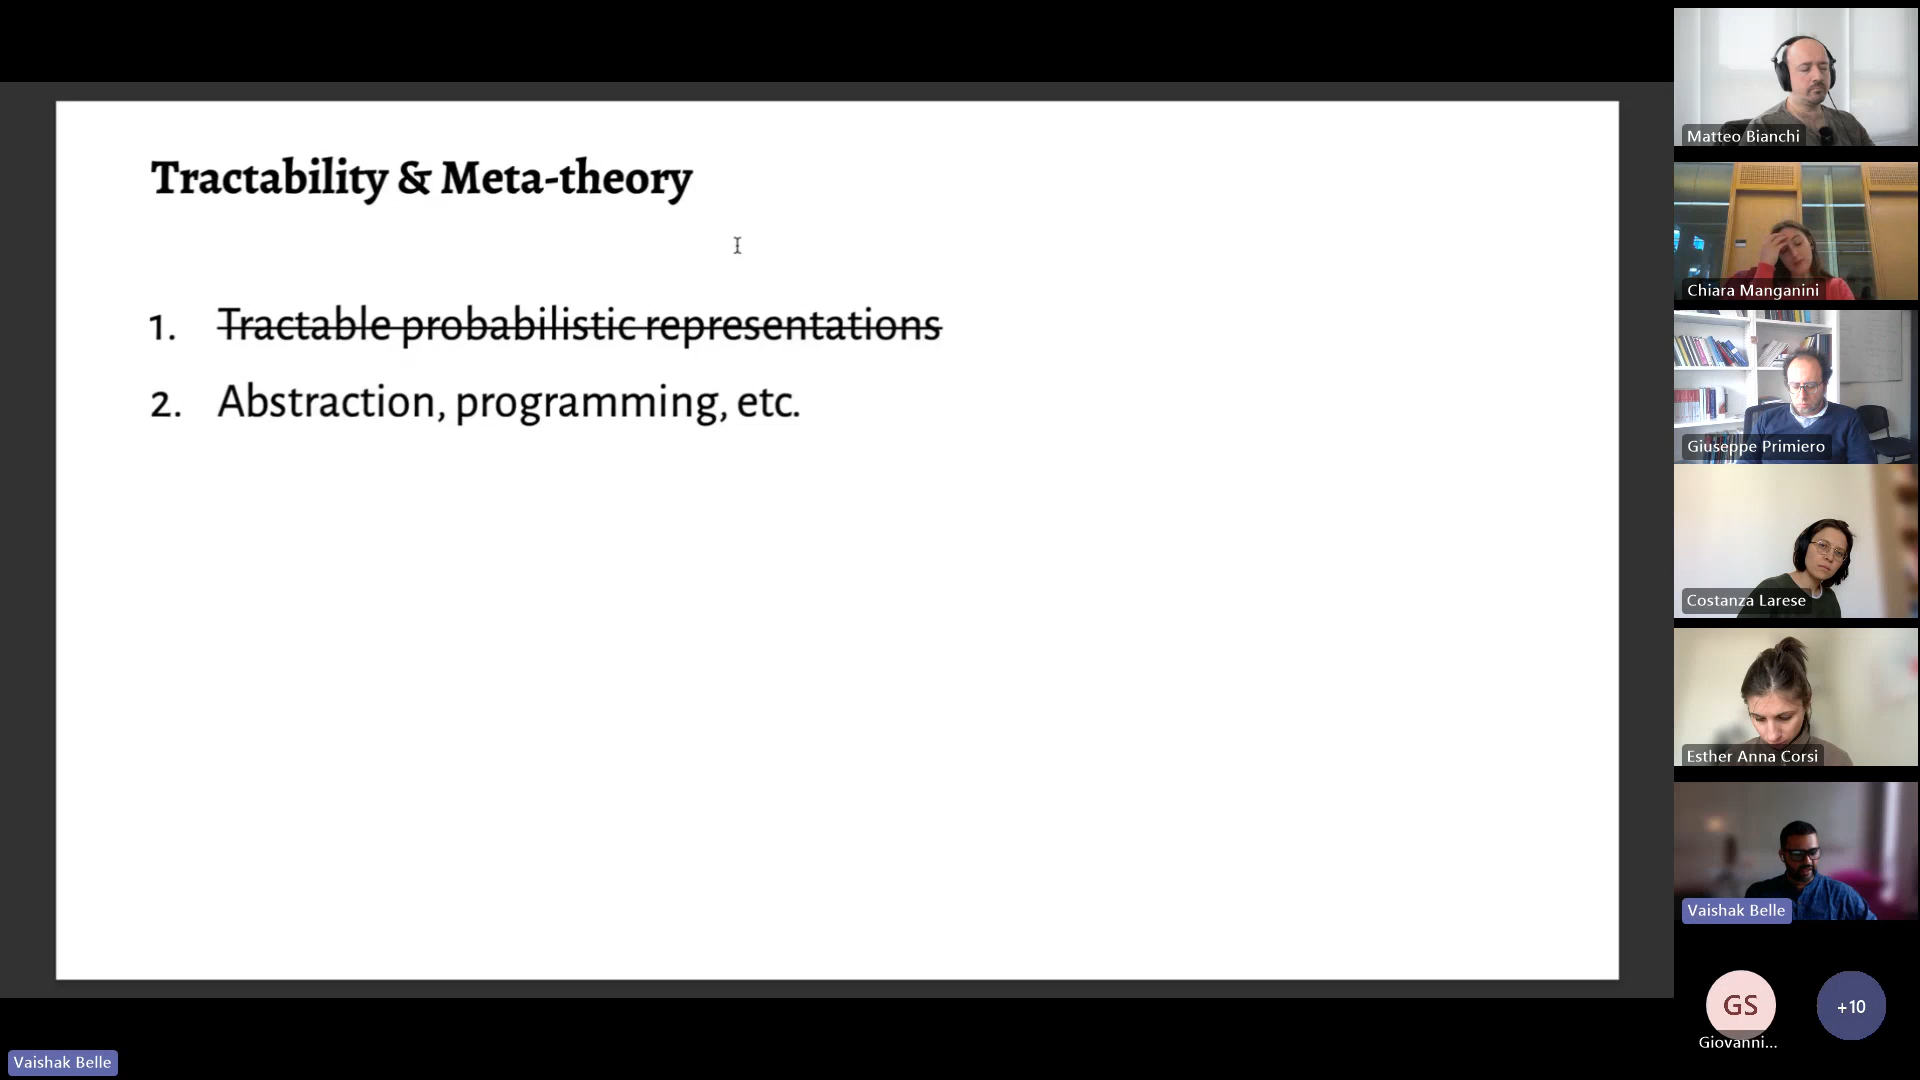 Tractability & Meta-theory
1. Tractable probabilistic representations
2. Abstraction, programming, etc.
Matteo Bianchi
Chiara Manganini
Giuseppe Primiero
Costanza Larese
Esther Anna Corsi
Vaishak Belle
GS
+10
Giovanni...
Vaishak Belle